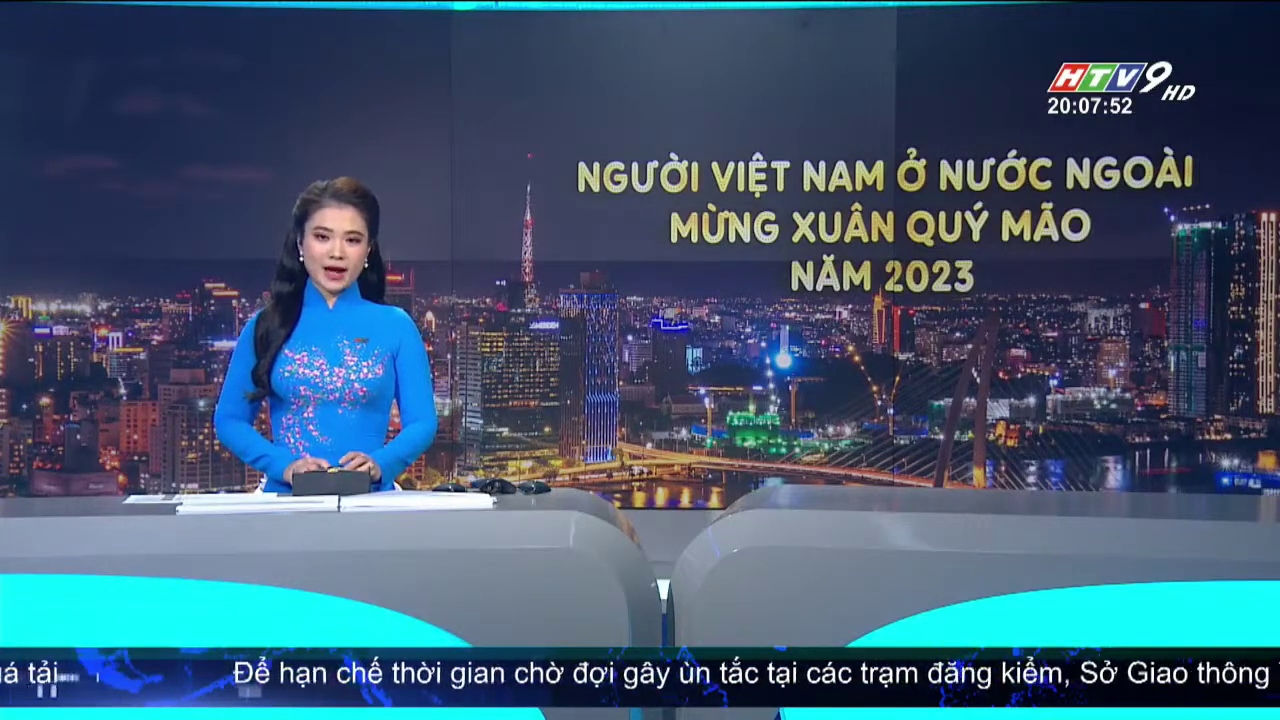 HTV9 HD
20:07:52
NGƯỜI VIỆT NAM Ở NƯỚC NGOÀI
MỪNG XUÂN QUÝ MÃO
NĂM 2023
tải
Để hạn chế thời gian chờ đợi gây ùn tắc tại các trạm đăng kiểm, Sở Giao thông